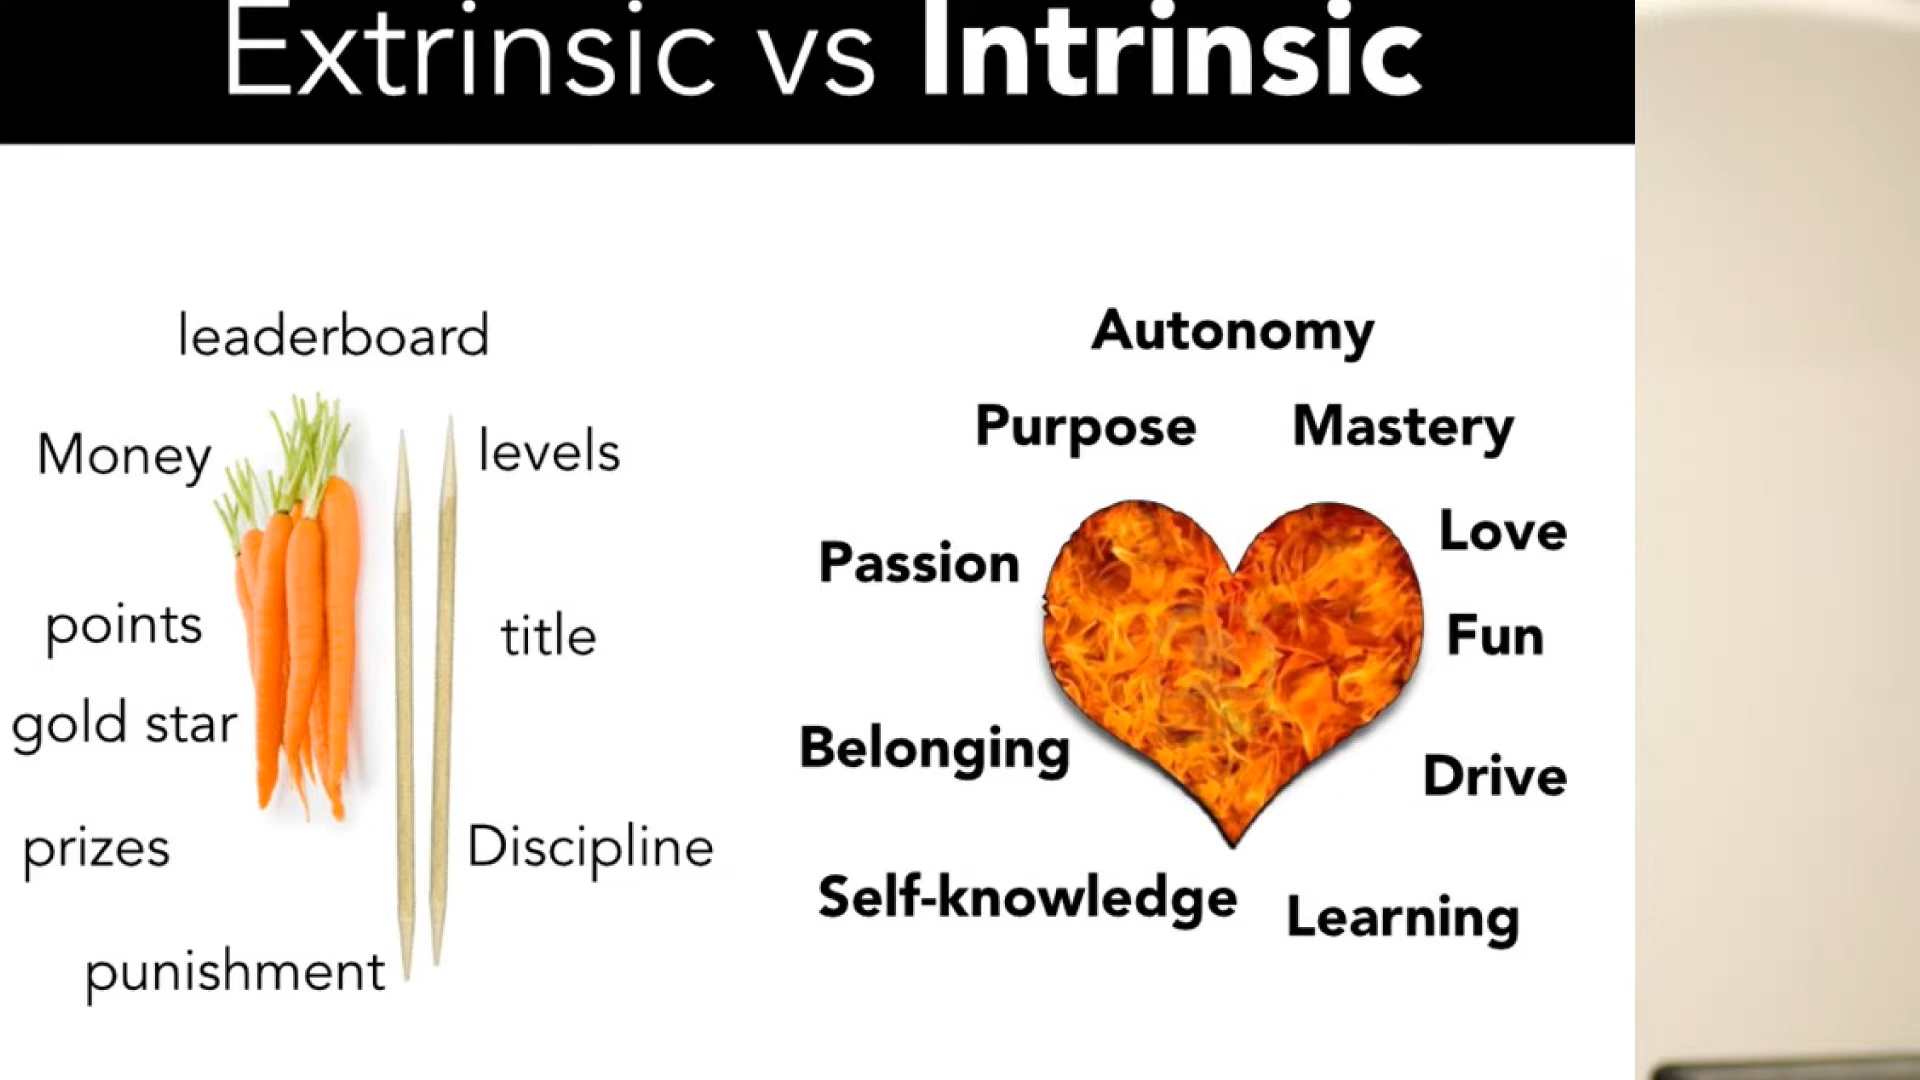 Extrinsic vs Intrinsic
leaderboard
Money
levels
points
title
gold star
prizes
Discipline
punishment
Autonomy
Purpose
Mastery
Love
Passion
Fun
Belonging
Drive
Self-knowledge
Learning